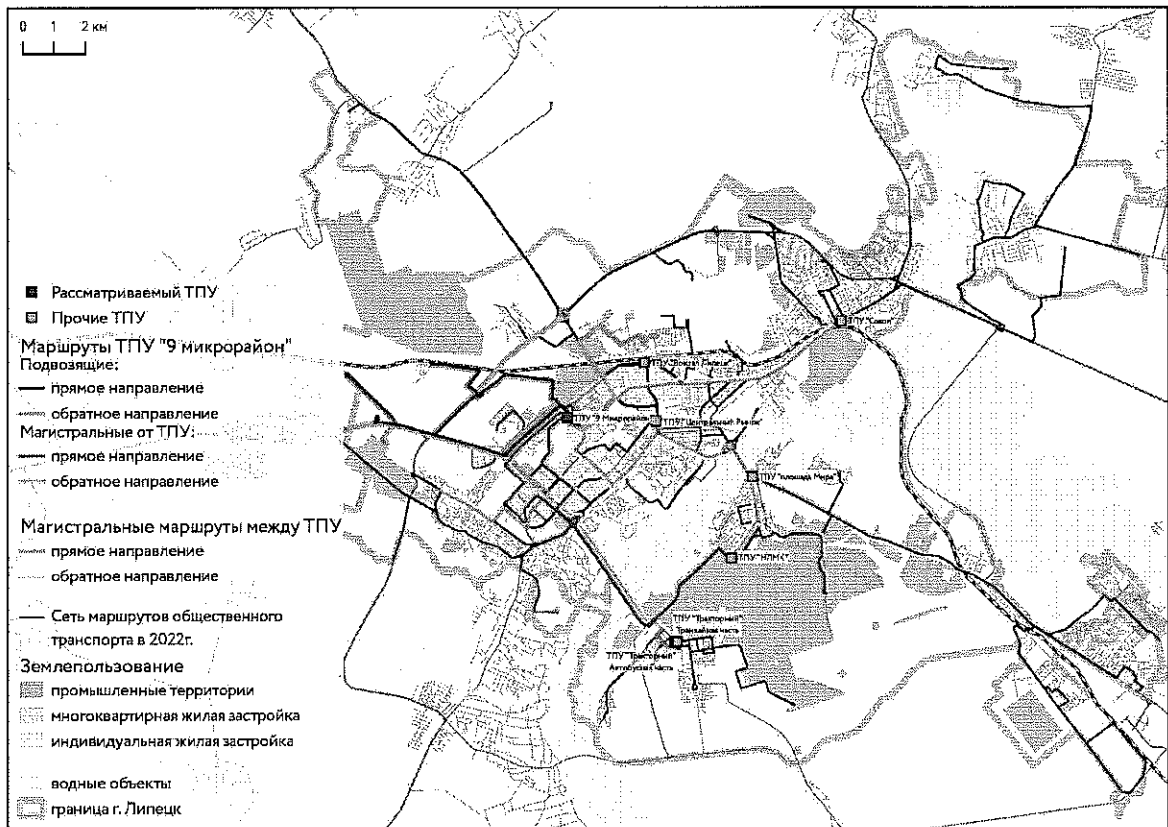 0 1 2 км
Рассматриваемый ТПУ
Прочие ТПУ
Маршруты ТПУ "9 микрорайон"
Подвозящие:
прямое направление
обратное направление
Магистральные от ТПУ:
прямое направление
обратное направление
Магистральные маршруты между ТПУ
прямое направление
обратное направление
Сеть маршрутов общественного
транспорта в 2022г.
Землепользование
промышленные территории
многоквартирная жилая застройка
индивидуальная жилая застройка
водные объекты
граница г. Липецк
ТПУ "Сокол"
ТПУ "9 Микрорайон"
ТПУ "Центральный Рынок"
ТПУ "площадь Мира"
ТПУ "НЛМК"
ТПУ "Тракторный"
Трамвайная часть
ТПУ "Тракторный"
Автобусная часть